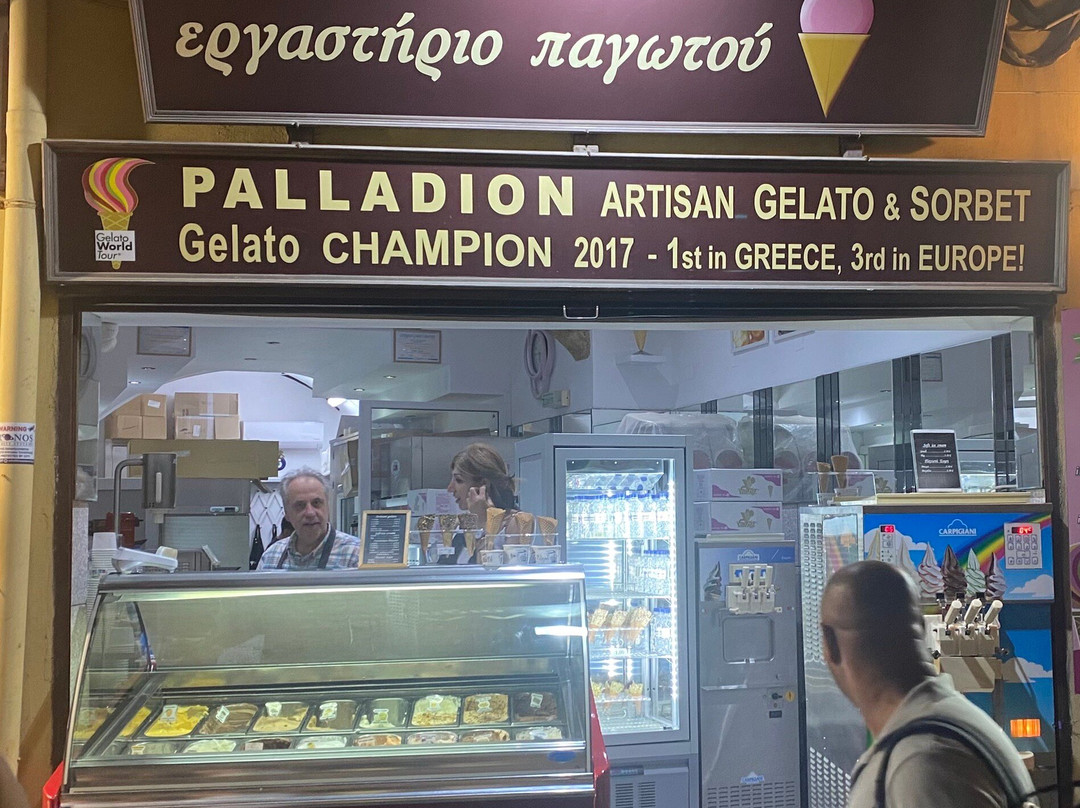 εργαστήριο παγωτού
PALLADION ARTISAN GELATO & SORBET
Gelato CHAMPION 2017 - 1st in GREECE, 3rd in EUROPE!
Gelato
World
Tour
WARNING
CARPIGIANI